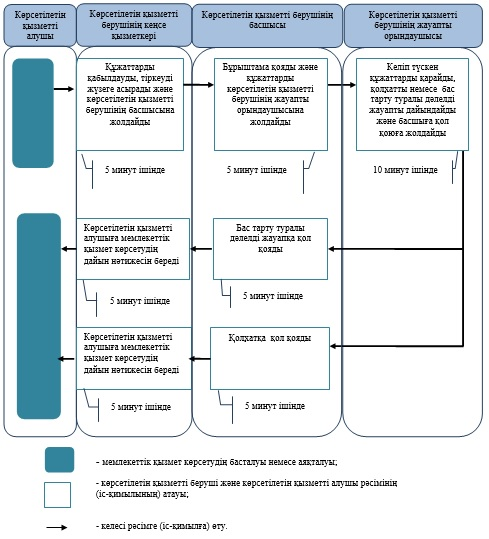 Көрсетілетін
қызметті
алушы
Көрсетілетін қызметті
берушінің кеңсе
қызметкері
Көрсетілетін қызметті берушінің
басшысы
Көрсетілетін қызметті
берушінің жауапты
орындаушысы
Құжаттарды
қабылдауды, тіркеуді
жүзеге асырады және
көрсетілетін қызметті
берушінің басшысына
жолдайды
Бұрыштама қояды және
құжаттарды
көрсетілетін қызметті
берушінің жауапты
орындаушысына
жолдайды
Келіп түскен
құжаттарды қарайды,
қолхатты немесе бас
тарту туралы дәлелді
жауапты дайындайды
және басшыға қол
қоюға жолдайды
5 минут ішінде
5 минут ішінде
10 минут ішінде
Көрсетілетін қызметті
алушыға мемлекеттік
қызмет көрсетудің
дайын нәтижесін береді
Бас тарту туралы
дәлелді жауапқа қол
қояды
5 минут ішінде
5 минут ішінде
Көрсетілетін қызметті
алушыға мемлекеттік
қызмет көрсетудің
дайын нәтижесін береді
Қолхатқа қол қояды
5 минут ішінде
5 минут ішінде
- мемлекеттік қызмет көрсетудің басталуы немесе аяқталуы;
- көрсетілетін қызметті беруші және көрсетілетін қызметті алушы рәсімінің
(іс-қимылының) атауы;
- келесі рәсімге (іс-қимылға) өту.